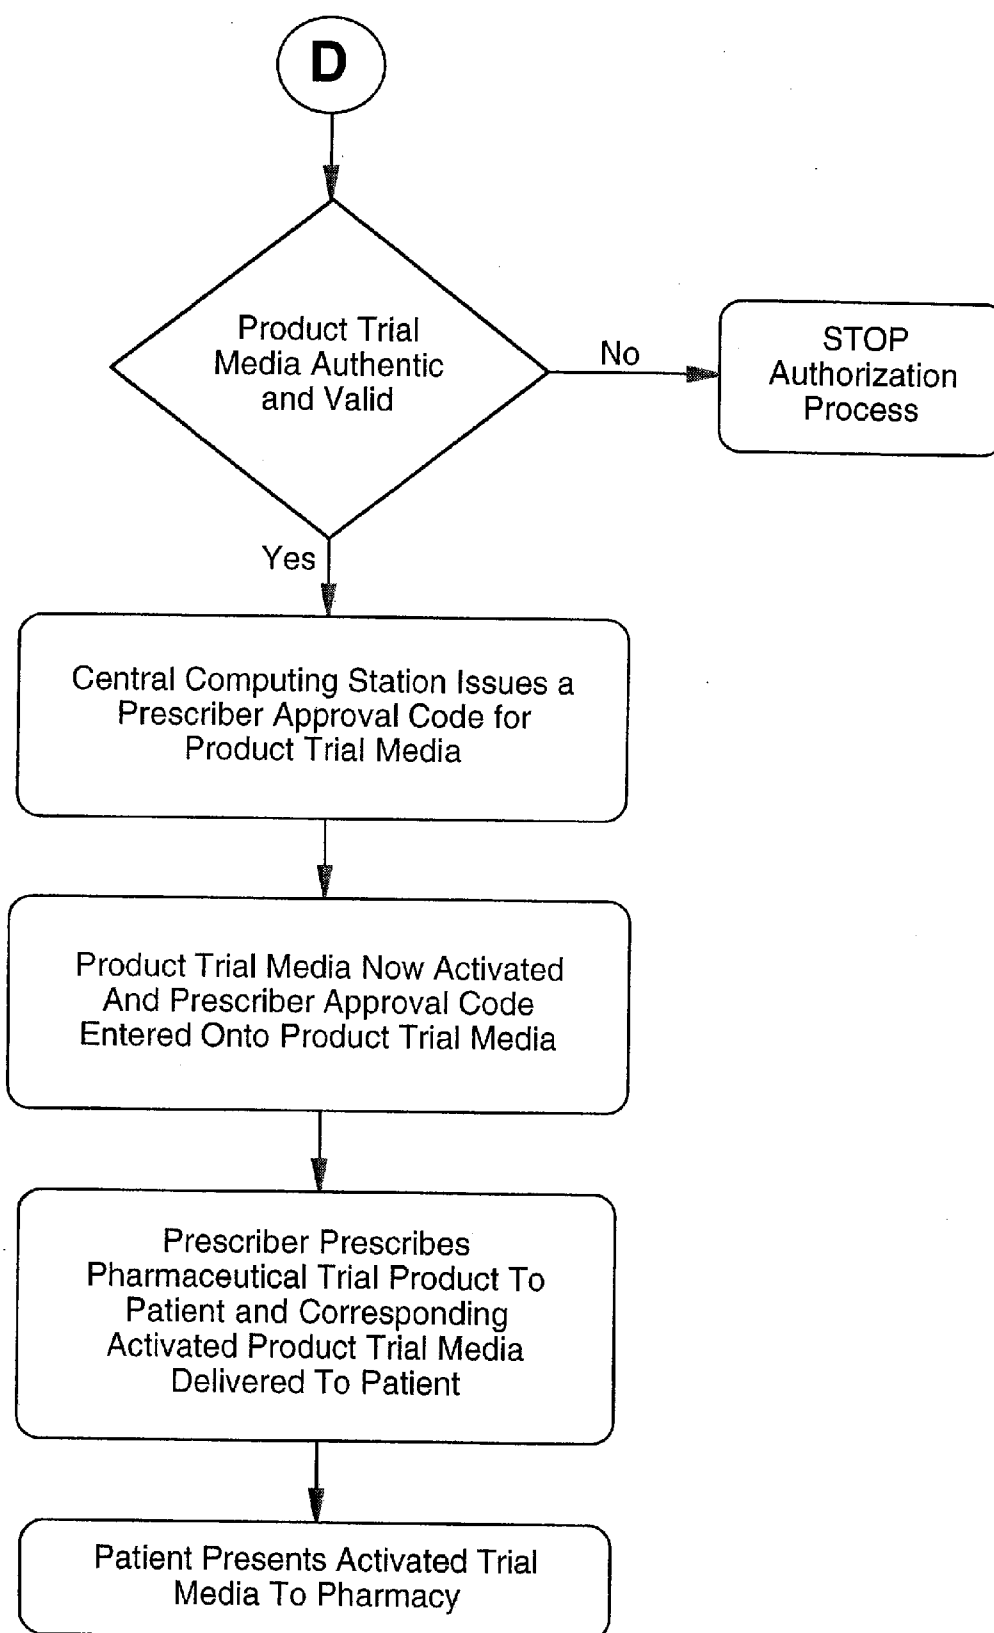 D
Product Trial
Media Authentic
and Valid
No
STOP
Authorization
Process
Yes
Central Computing Station Issues a
Prescriber Approval Code for
Product Trial Media
Product Trial Media Now Activated
And Prescriber Approval Code
Entered Onto Product Trial Media
Prescriber Prescribes
Pharmaceutical Trial Product To
Patient and Corresponding
Activated Product Trial Media
Delivered To Patient
Patient Presents Activated Trial
Media To Pharmacy